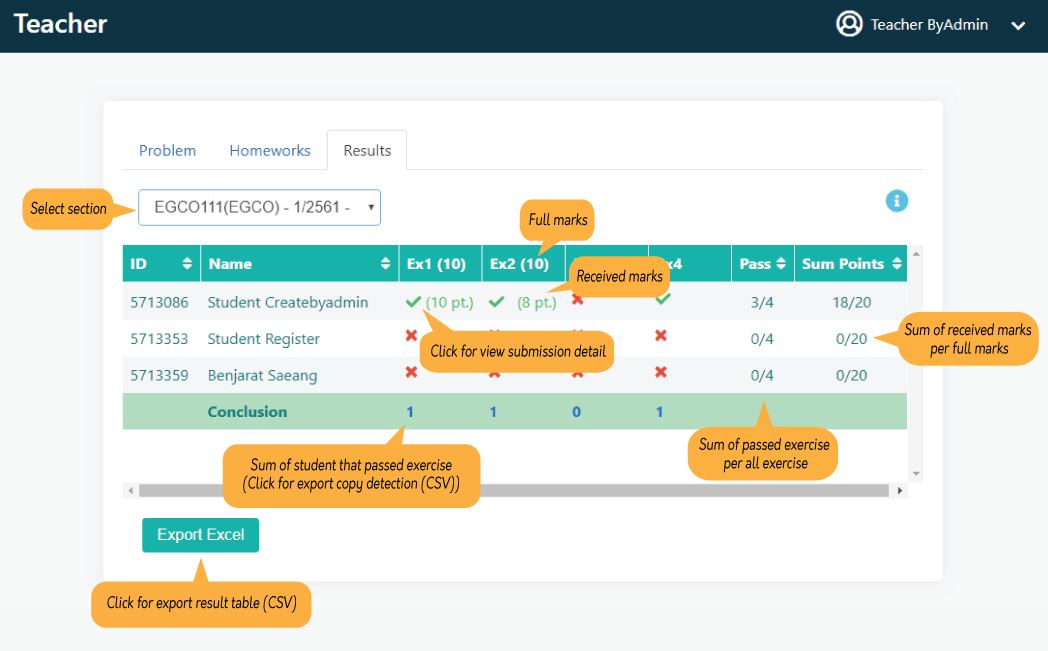 Teacher
Teacher ByAdmin
Problem
Homeworks
Results
Select section
EGCO111(EGCO) - 1/2561 -
Full marks
ID
Name
Ex1 (10)
Ex2 (10)
Pass
Sum Points
Received marks
5713086
Student Createbyadmin
(10 pt.)
(8 pt.)
3/4
18/20
5713353
Student Register
0/4
0/20
Click for view submission detail
Sum of received marks
per full marks
5713359
Benjarat Saeang
0/4
0/20
Conclusion
1
1
0
1
Sum of student that passed exercise
(Click for export copy detection (CSV))
Sum of passed exercise
per all exercise
Export Excel
Click for export result table (CSV)